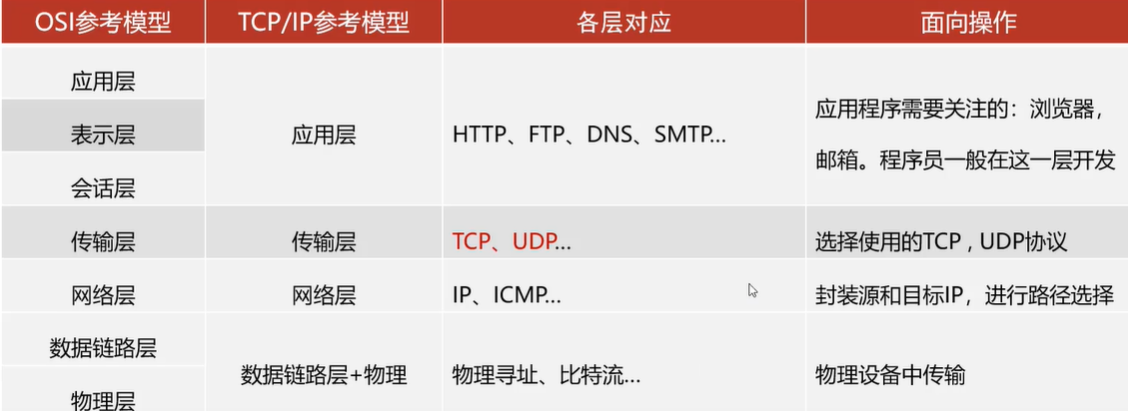 OSI参考模型
TCP/IP参考模型
各层对应
面向操作
应用层
表示层
会话层
应用层
HTTP、FTP、DNS、SMTP...
应用程序需要关注的：浏览器，
邮箱。程序员一般在这一层开发
传输层
传输层
TCP、UDP...
选择使用的TCP , UDP协议
网络层
网络层
IP、ICMP...
封装源和目标IP，进行路径选择
数据链路层
物理层
数据链路层+物理
物理寻址、比特流...
物理设备中传输